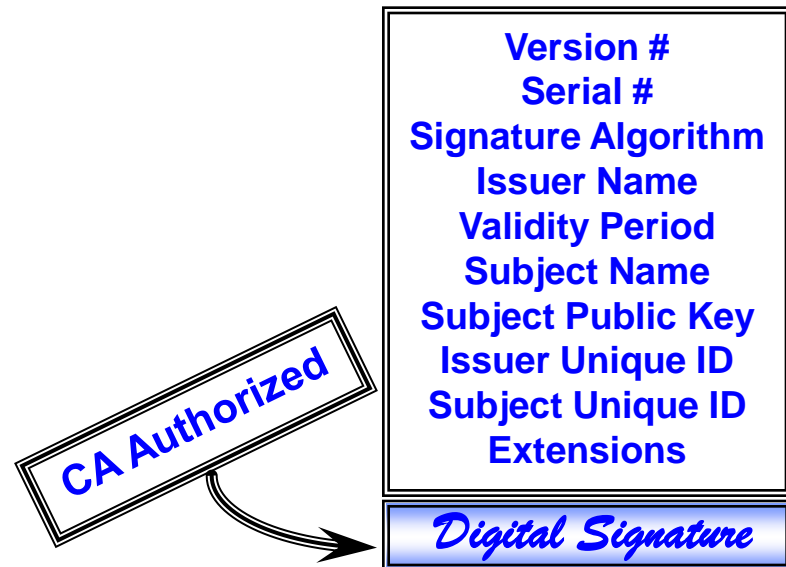 Version #
Serial #
Signature Algorithm
Issuer Name
Validity Period
Subject Name
Subject Public Key
Issuer Unique ID
Subject Unique ID
Extensions
CA Authorized
Digital Signature